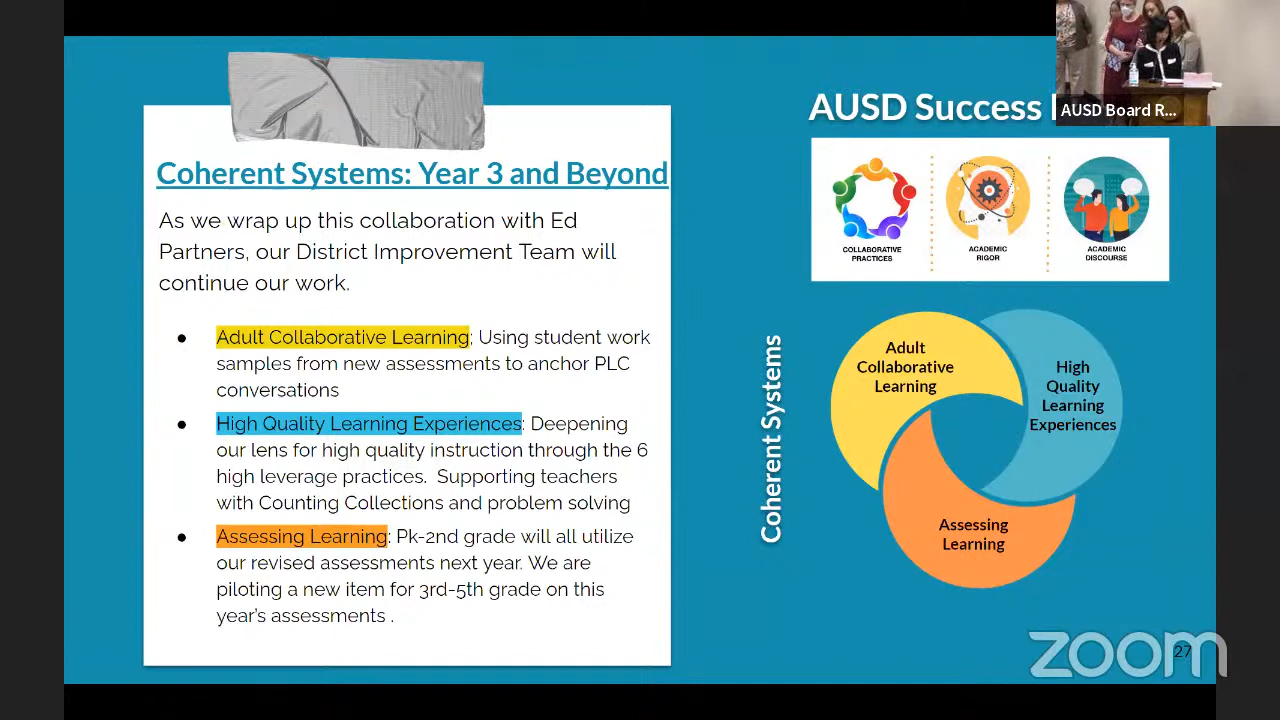 Coherent Systems: Year 3 and Beyond
As we wrap up this collaboration with Ed
Partners, our District Improvement Team will
continue our work.
● Adult Collaborative Learning: Using student work
samples from new assessments to anchor PLC
conversations
● High Quality Learning Experiences: Deepening
our lens for high quality instruction through the 6
high leverage practices. Supporting teachers
with Counting Collections and problem solving
● Assessing Learning: Pk-2nd grade will all utilize
our revised assessments next year. We are
piloting a new item for 3rd-5th grade on this
year's assessments .
AUSD Success
AUSD Board R...
COLLABORATIVE
PRACTICES
ACADEMIC
RIGOR
ACADEMIC
DISCOURSE
Coherent Systems
Adult
Collaborative
Learning
High
Quality
Learning
Experiences
Assessing
Learning
27
zoom